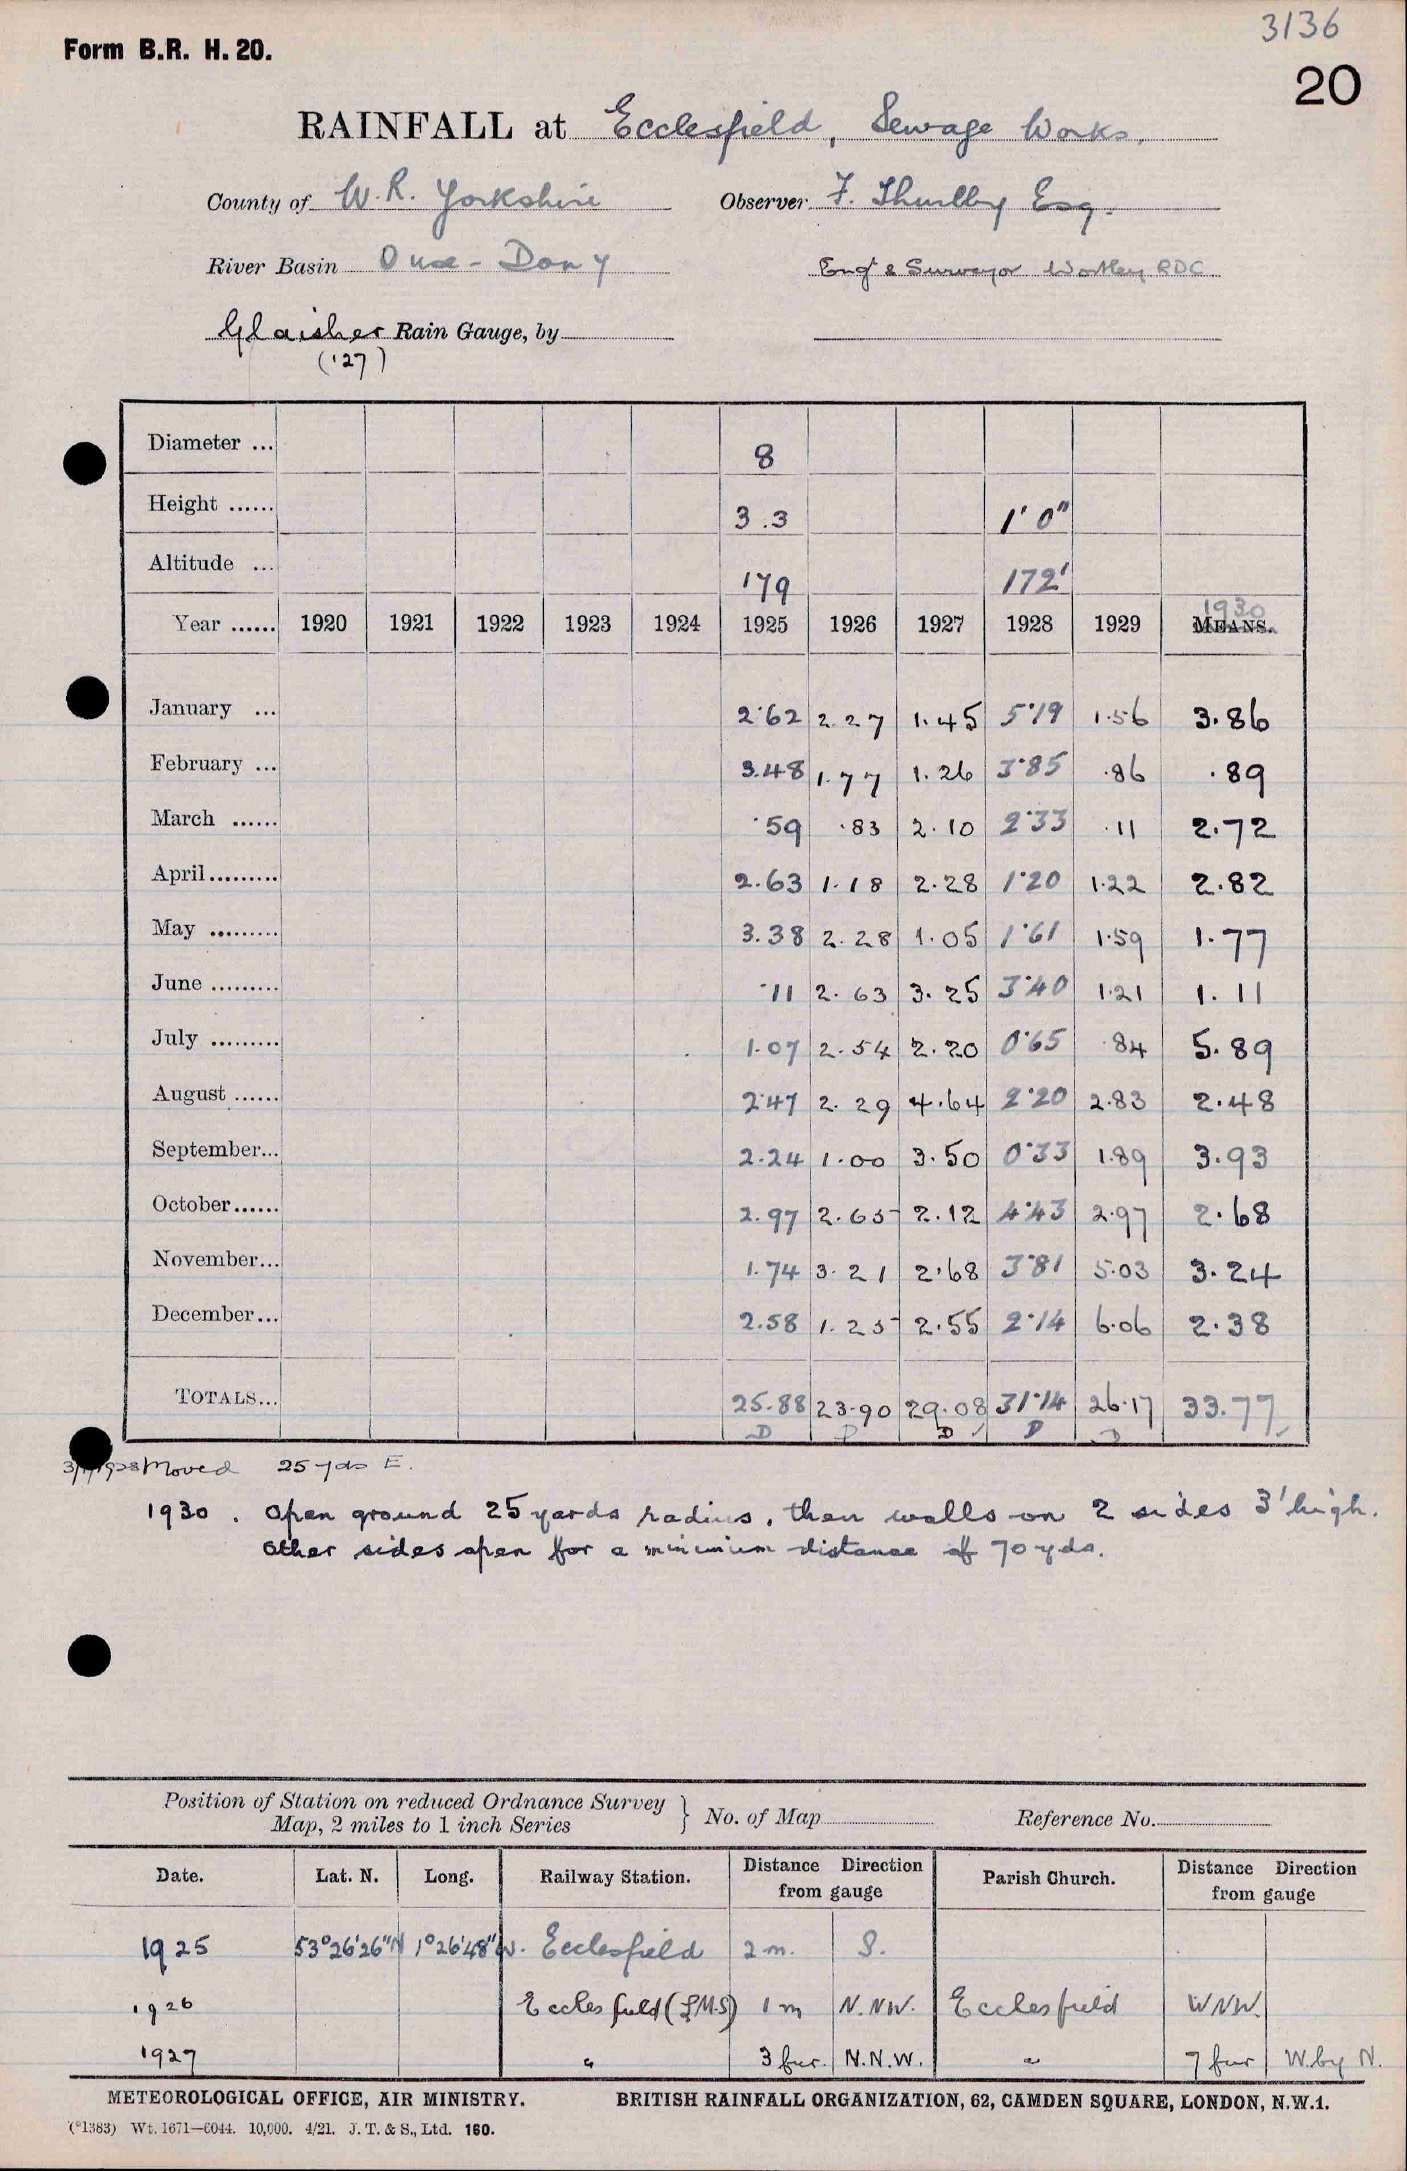 3136
Form B.R. H. 20.
20
RAINFALL at Ecclesfield, Sewage Works.
County of W. R. Yorkshire Observer F. Thurlby Esq.
River Basin Ouse - Don y Engr & Surveyor Wortley RDC
Glaisher Rain Gauge, by
('27)
Diameter ... 8
Height ...... 3.3 1' 0"
Altitude ... 179 172'
1930
Year ...... 1920 1921 1922 1923 1924 1925 1926 1927 1928 1929 MEANS.
January ... 2.62 2.27 1.45 5.19 1.56 3.86
February ... 3.48 1.77 1.26 3.85 .86 .89
March ...... .59 .83 2.10 2.33 .11 2.72
April......... 2.63 1.18 2.28 1.20 1.22 2.82
May ......... 3.38 2.28 1.05 1.61 1.59 1.77
June ......... .11 2.63 3.25 3.40 1.21 1.11
July ......... 1.07 2.54 2.20 0.65 .84 5.89
August ...... 2.47 2.29 4.64 2.20 2.83 2.48
September... 2.24 1.00 3.50 0.33 1.89 3.93
October...... 2.97 2.65 2.12 4.43 2.97 2.68
November... 1.74 3.21 2.68 3.81 5.03 3.24
December... 2.58 1.25 2.55 2.14 6.06 2.38
TOTALS... 25.88 23.90 29.08 31.14 26.17 33.77
D D D D D
1928 Moved 25 yds E.
1930. Open ground 25 yards radius, then walls on 2 sides 3' high.
Other sides open for a minimum distance of 70 yds.
Position of Station on reduced Ordnance Survey
Map, 2 miles to 1 inch Series } No. of Map Reference No.
Date. Lat. N. Long. Railway Station. Distance Direction from gauge Parish Church. Distance Direction from gauge
1925 53°26'26"N 1°26'48"W. Ecclesfield 2 m. S.
1926 Ecclesfield (LMS) 1 m N.NW. Ecclesfield WNW.
1927 " 3 fur. N.N.W. " 7 fur W. by N.
METEOROLOGICAL OFFICE, AIR MINISTRY. BRITISH RAINFALL ORGANIZATION, 62, CAMDEN SQUARE, LONDON, N.W.1.
(*1383) Wt. 1671—6044. 10,000. 4/21. J. T. & S., Ltd. 160.